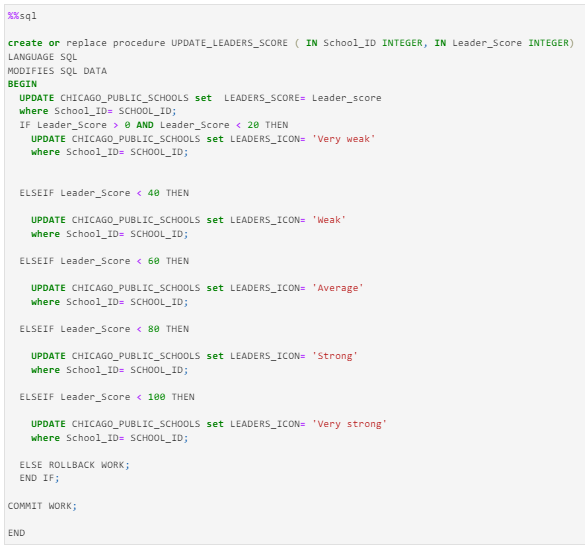 %%sql
create or replace procedure UPDATE_LEADERS_SCORE ( IN School_ID INTEGER, IN Leader_Score INTEGER)
LANGUAGE SQL
MODIFIES SQL DATA
BEGIN
  UPDATE CHICAGO_PUBLIC_SCHOOLS set  LEADERS_SCORE= Leader_score
  where School_ID= SCHOOL_ID;
  IF Leader_Score > 0 AND Leader_Score < 20 THEN
    UPDATE CHICAGO_PUBLIC_SCHOOLS set LEADERS_ICON= 'Very weak'
    where School_ID= SCHOOL_ID;
  ELSEIF Leader_Score < 40 THEN
    UPDATE CHICAGO_PUBLIC_SCHOOLS set LEADERS_ICON= 'Weak'
    where School_ID= SCHOOL_ID;
  ELSEIF Leader_Score < 60 THEN
    UPDATE CHICAGO_PUBLIC_SCHOOLS set LEADERS_ICON= 'Average'
    where School_ID= SCHOOL_ID;
  ELSEIF Leader_Score < 80 THEN
    UPDATE CHICAGO_PUBLIC_SCHOOLS set LEADERS_ICON= 'Strong'
    where School_ID= SCHOOL_ID;
  ELSEIF Leader_Score < 100 THEN
    UPDATE CHICAGO_PUBLIC_SCHOOLS set LEADERS_ICON= 'Very strong'
    where School_ID= SCHOOL_ID;
  ELSE ROLLBACK WORK;
  END IF;
COMMIT WORK;
END